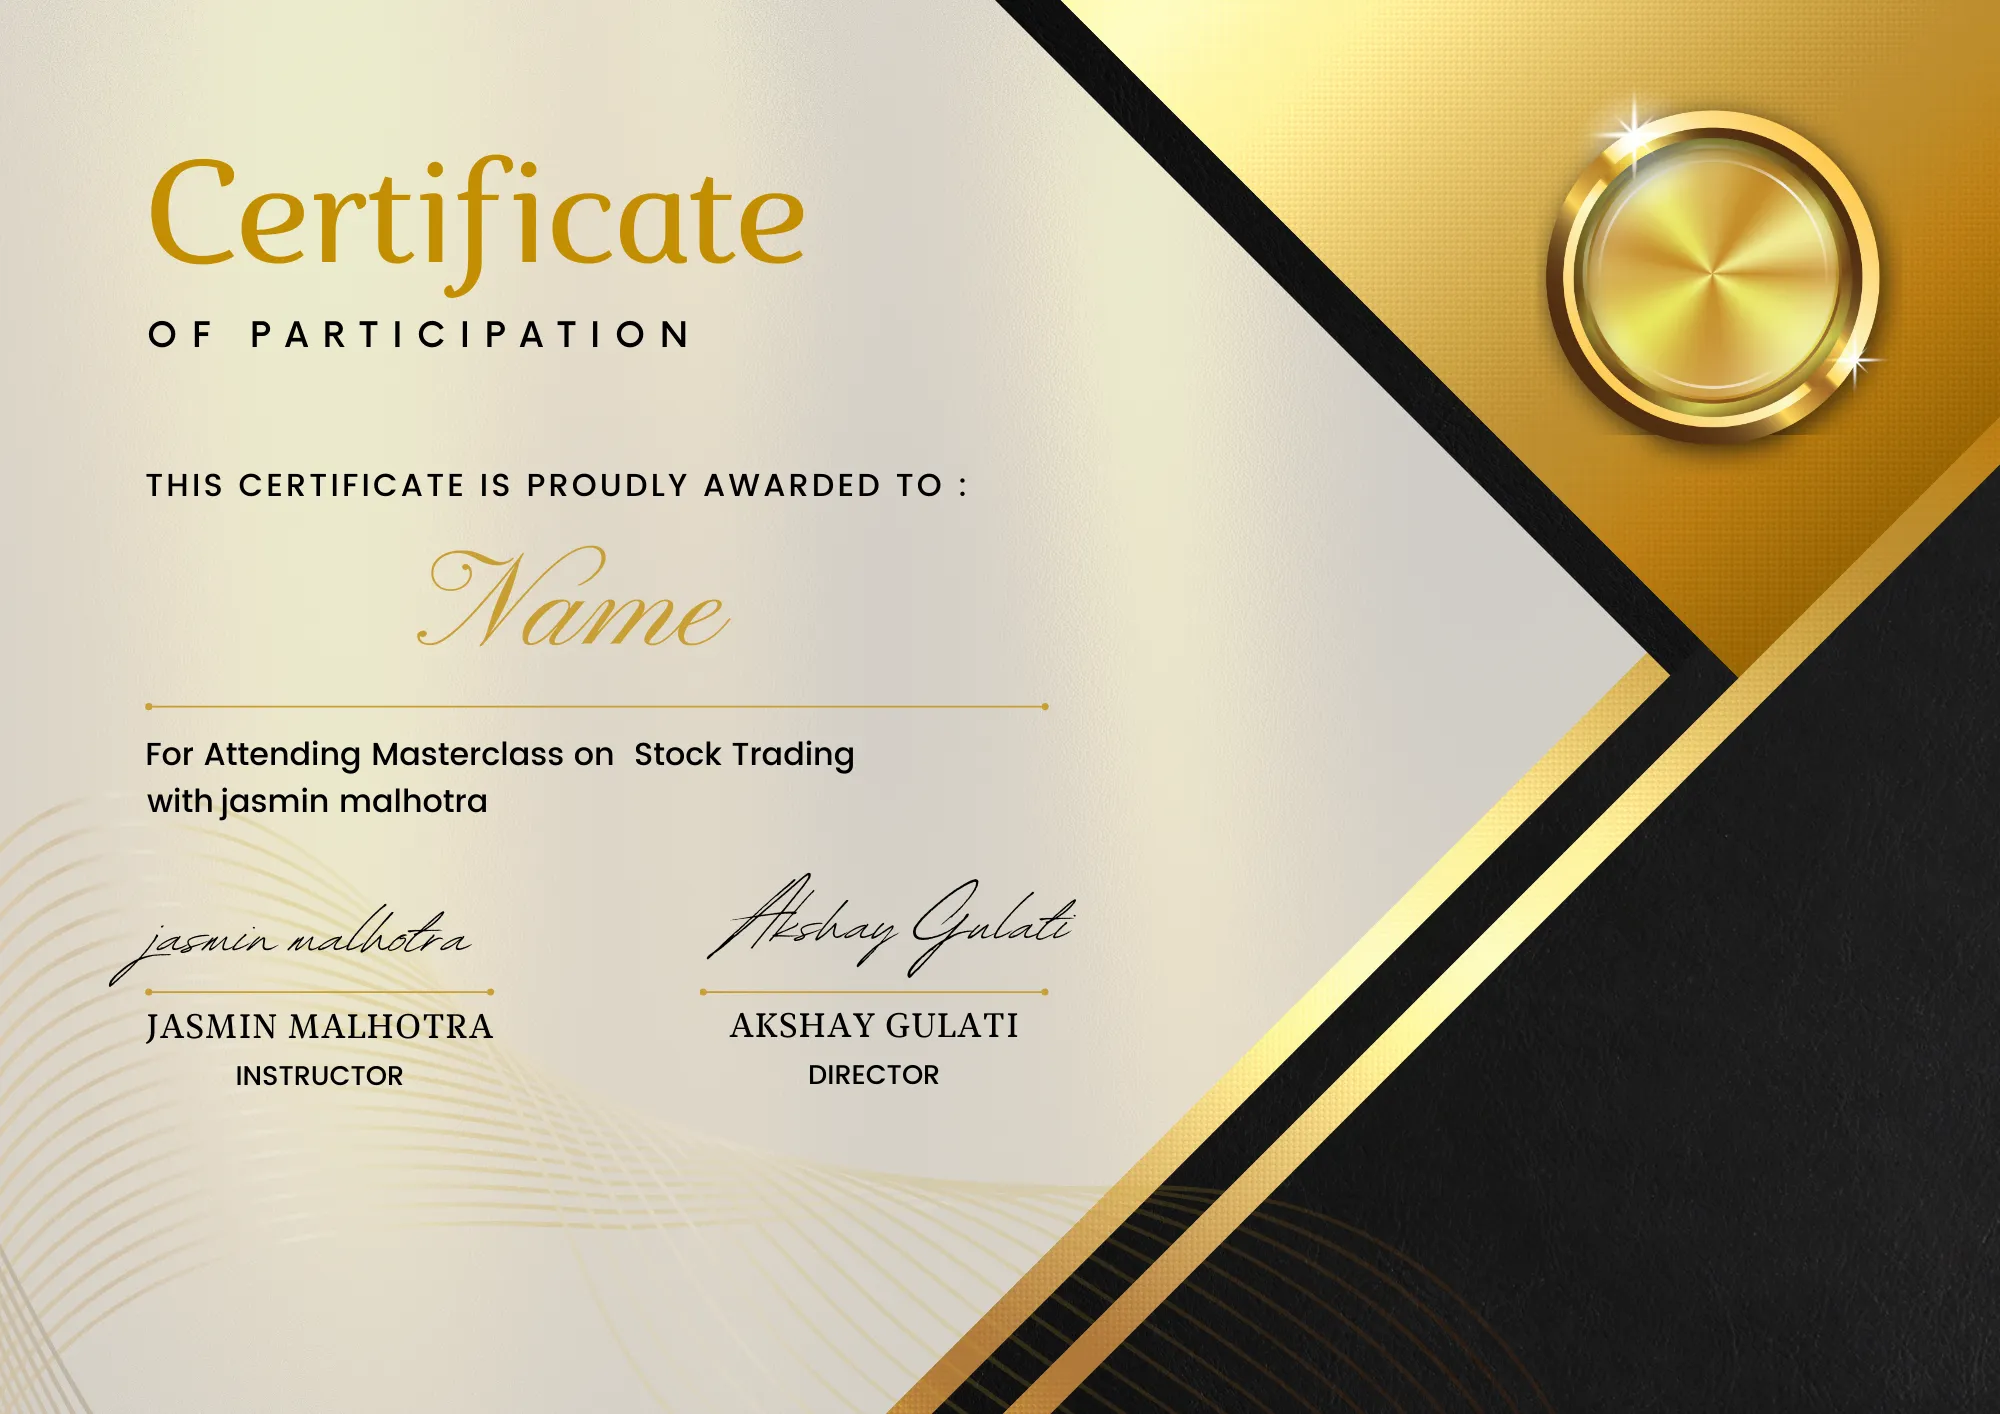 Certificate
OF PARTICIPATION
THIS CERTIFICATE IS PROUDLY AWARDED TO :
Name
For Attending Masterclass on  Stock Trading
with jasmin malhotra
jasmin malhotra
Akshay Gulati
JASMIN MALHOTRA
AKSHAY GULATI
INSTRUCTOR
DIRECTOR